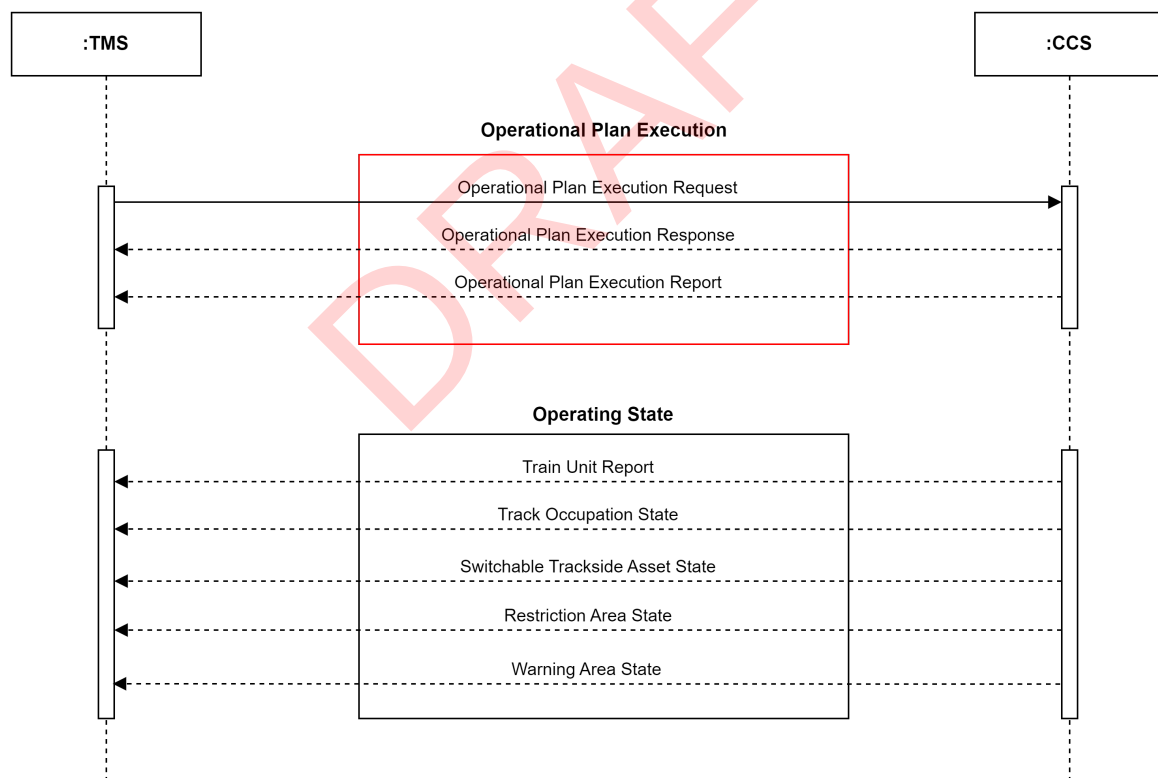 :TMS
:CCS
Operational Plan Execution
Operational Plan Execution Request
Operational Plan Execution Response
Operational Plan Execution Report
Operating State
Train Unit Report
Track Occupation State
Switchable Trackside Asset State
Restriction Area State
Warning Area State
DRAF